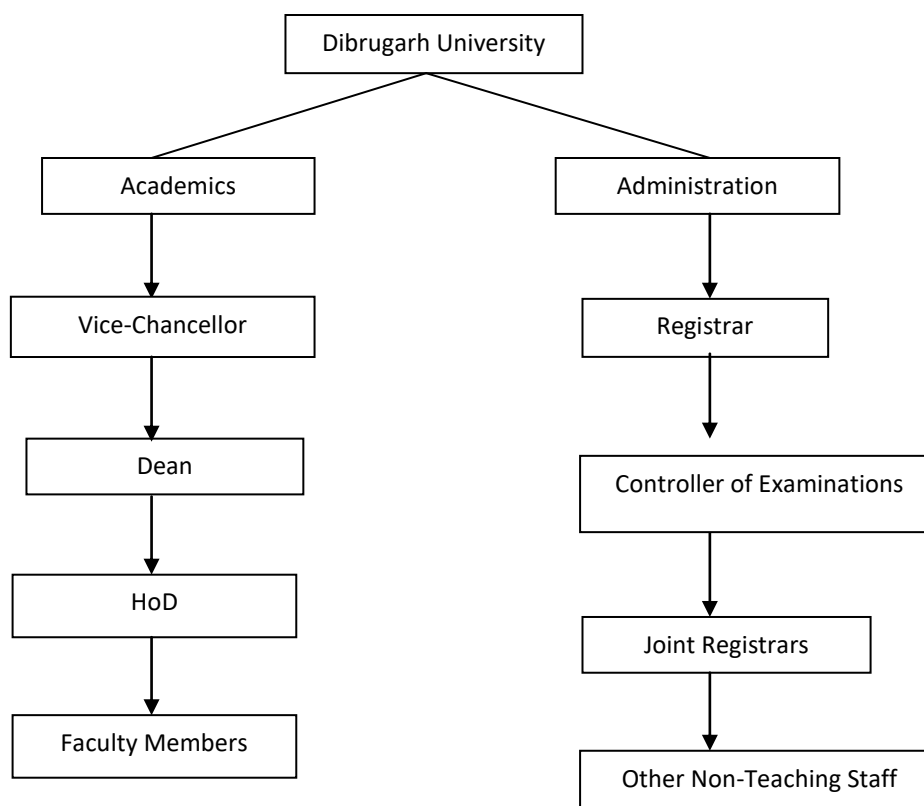 Dibrugarh University
Academics
Administration
Vice-Chancellor
Registrar
Dean
Controller of Examinations
HoD
Joint Registrars
Faculty Members
Other Non-Teaching Staff